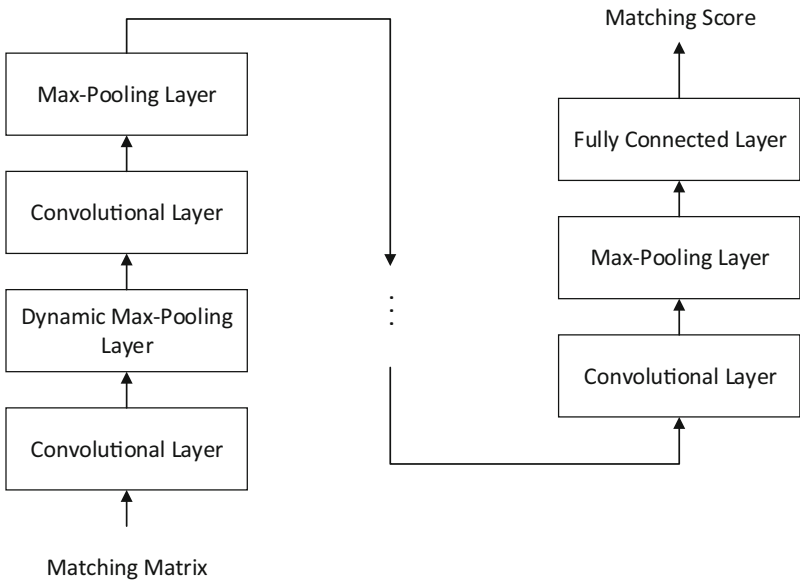 Matching Score
Max-Pooling Layer
Fully Connected Layer
Convolutional Layer
Max-Pooling Layer
Dynamic Max-Pooling
Layer
Convolutional Layer
Convolutional Layer
Matching Matrix